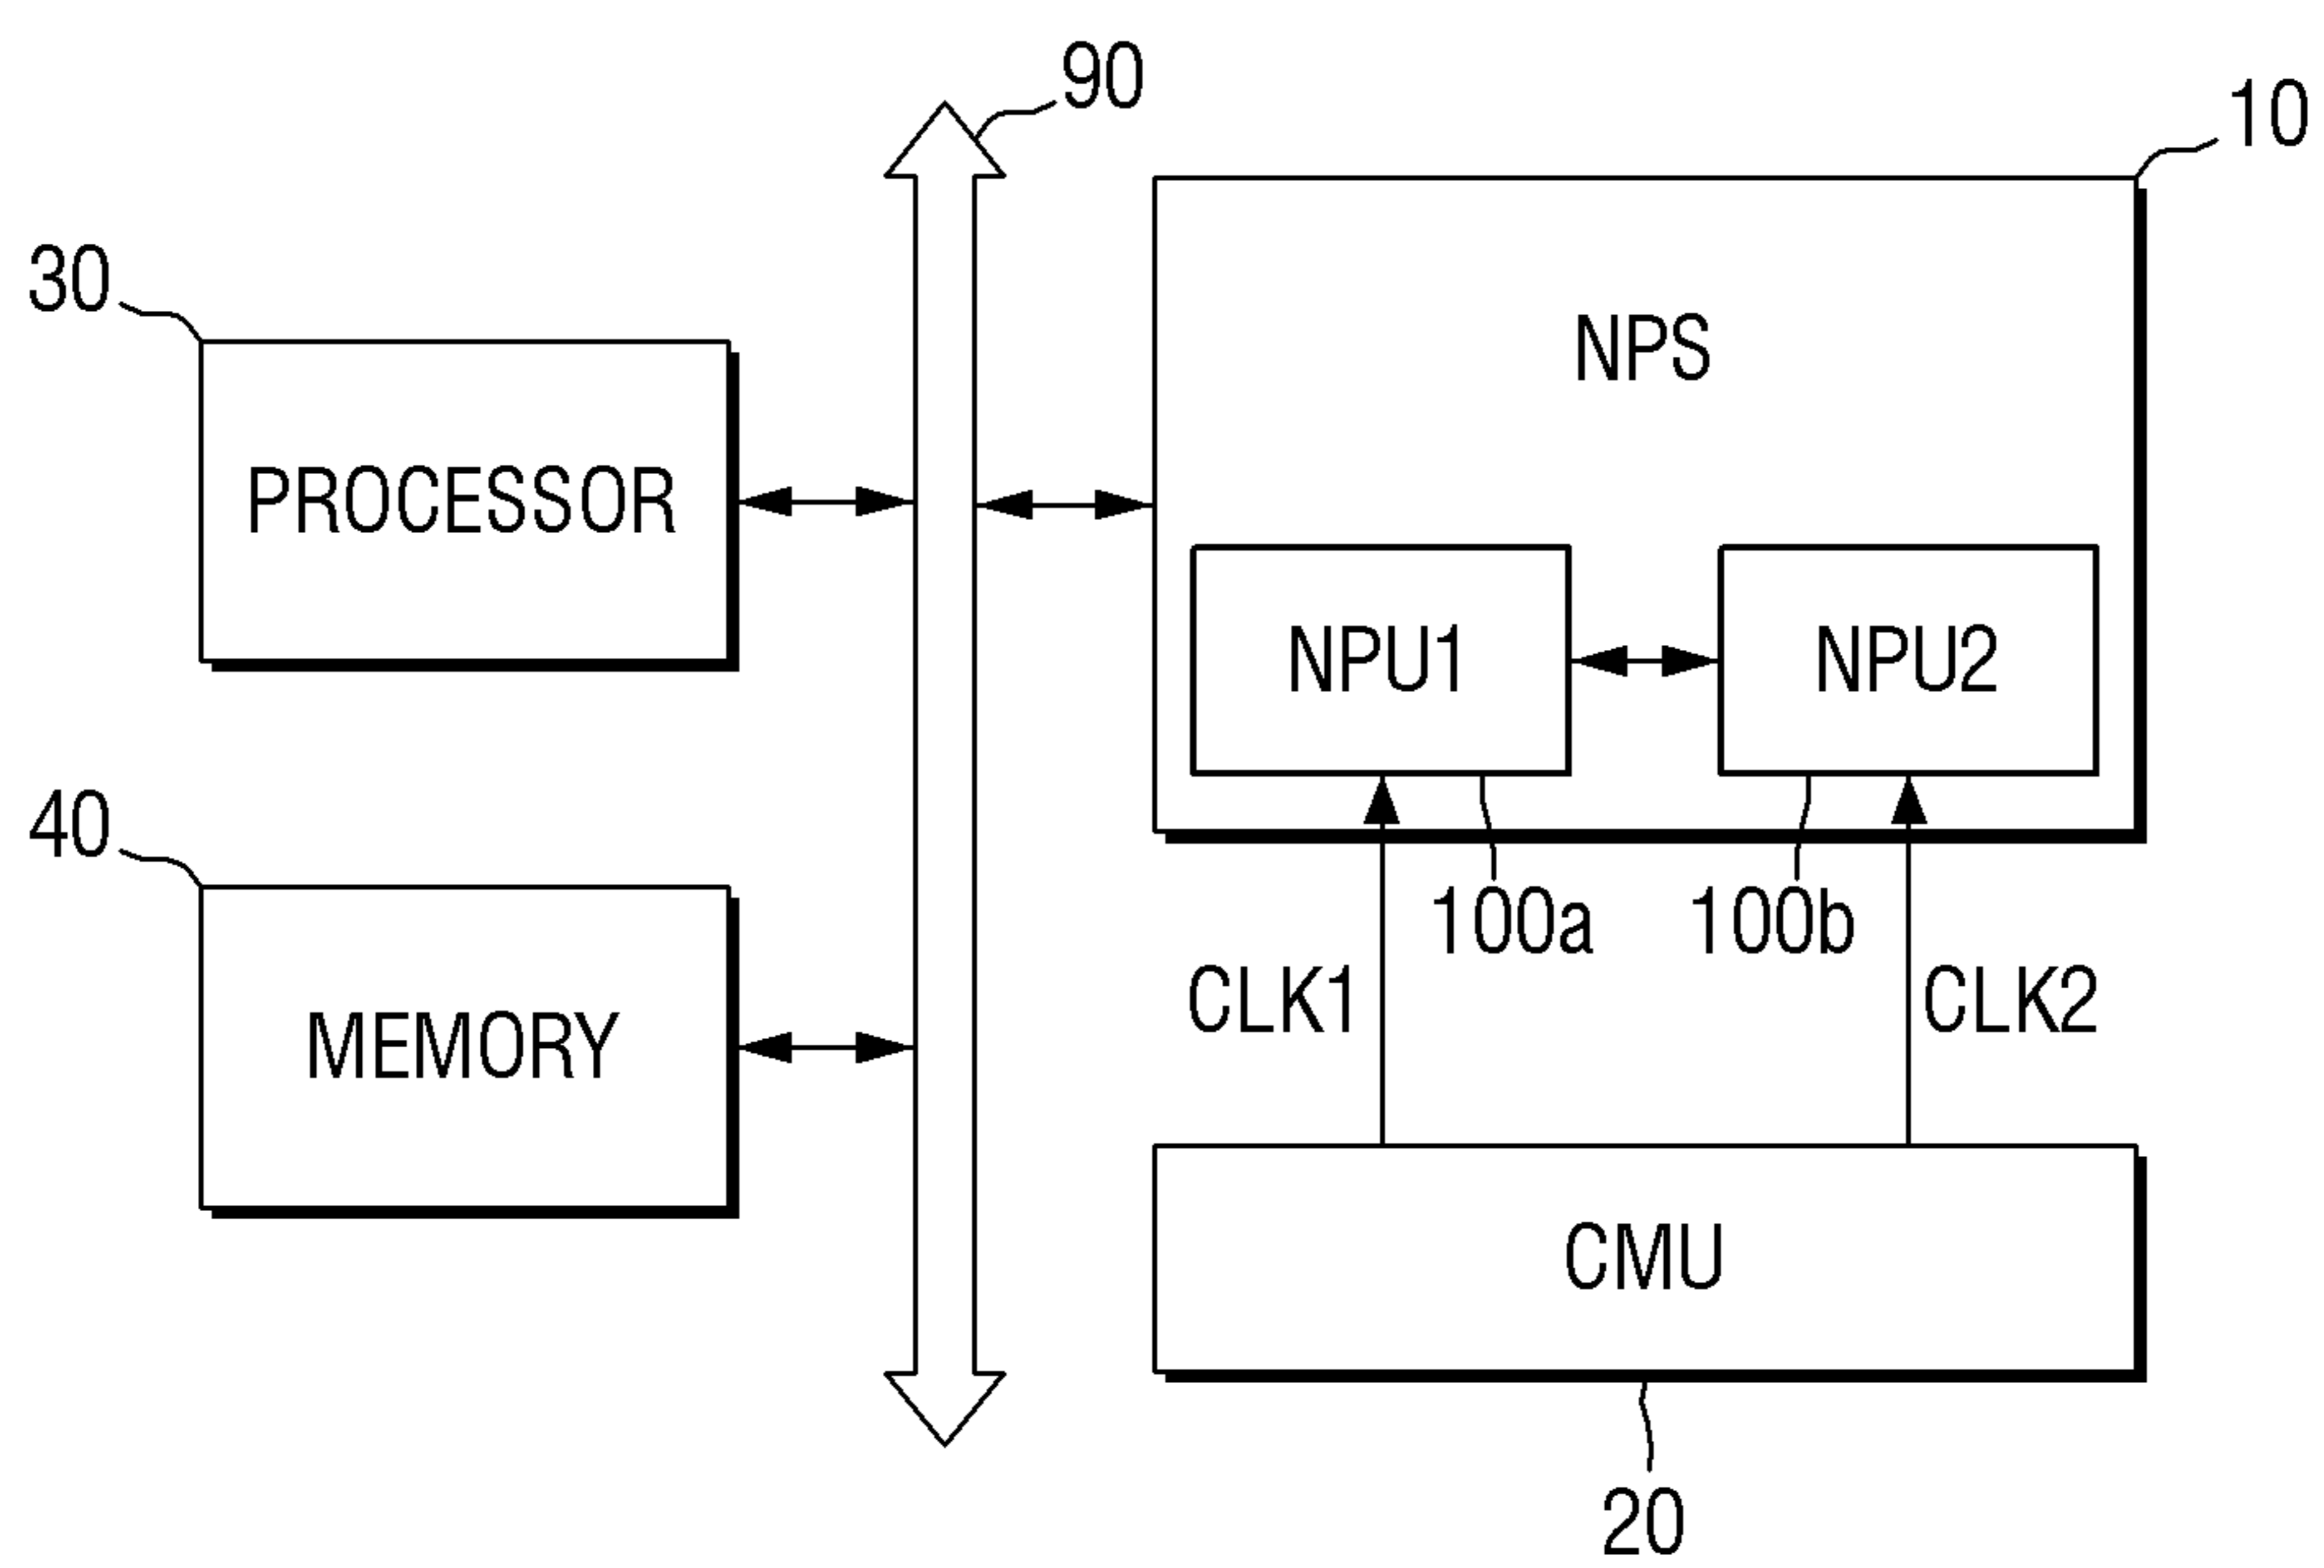 90
10
30
NPS
PROCESSOR
NPU1
NPU2
40
100a
100b
CLK1
CLK2
MEMORY
CMU
20